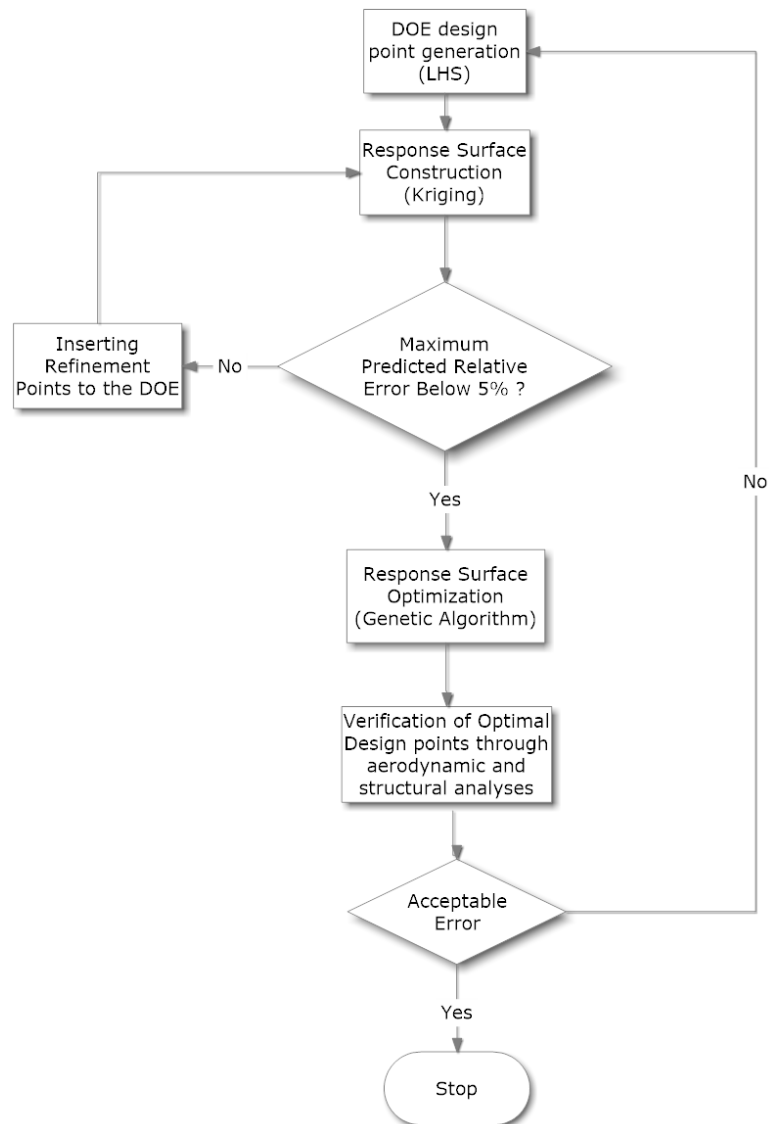 DOE design
point generation
(LHS)
Response Surface
Construction
(Kriging)
Maximum
Predicted Relative
Error Below 5% ?
No
Inserting
Refinement
Points to the DOE
Yes
No
Response Surface
Optimization
(Genetic Algorithm)
Verification of Optimal
Design points through
aerodynamic and
structural analyses
Acceptable
Error
Yes
Stop